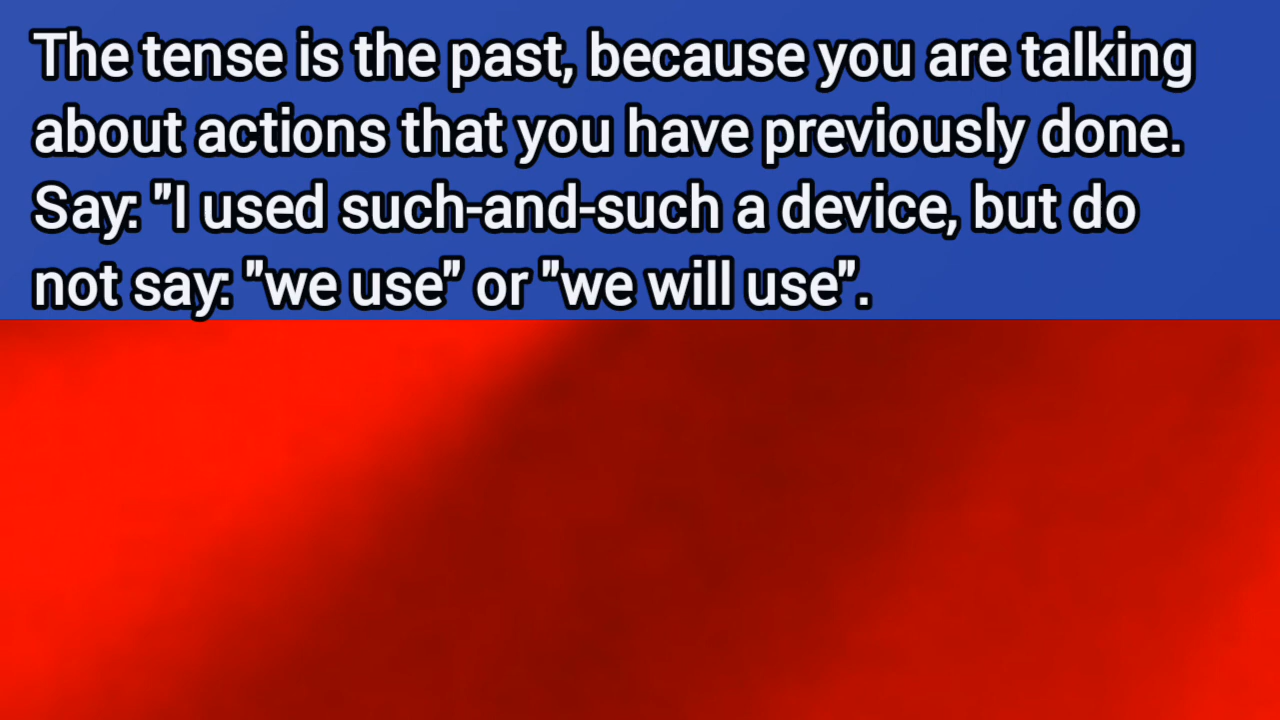 The tense is the past, because you are talking
about actions that you have previously done.
Say: "I used such-and-such a device, but do
not say: "we use" or "we will use".